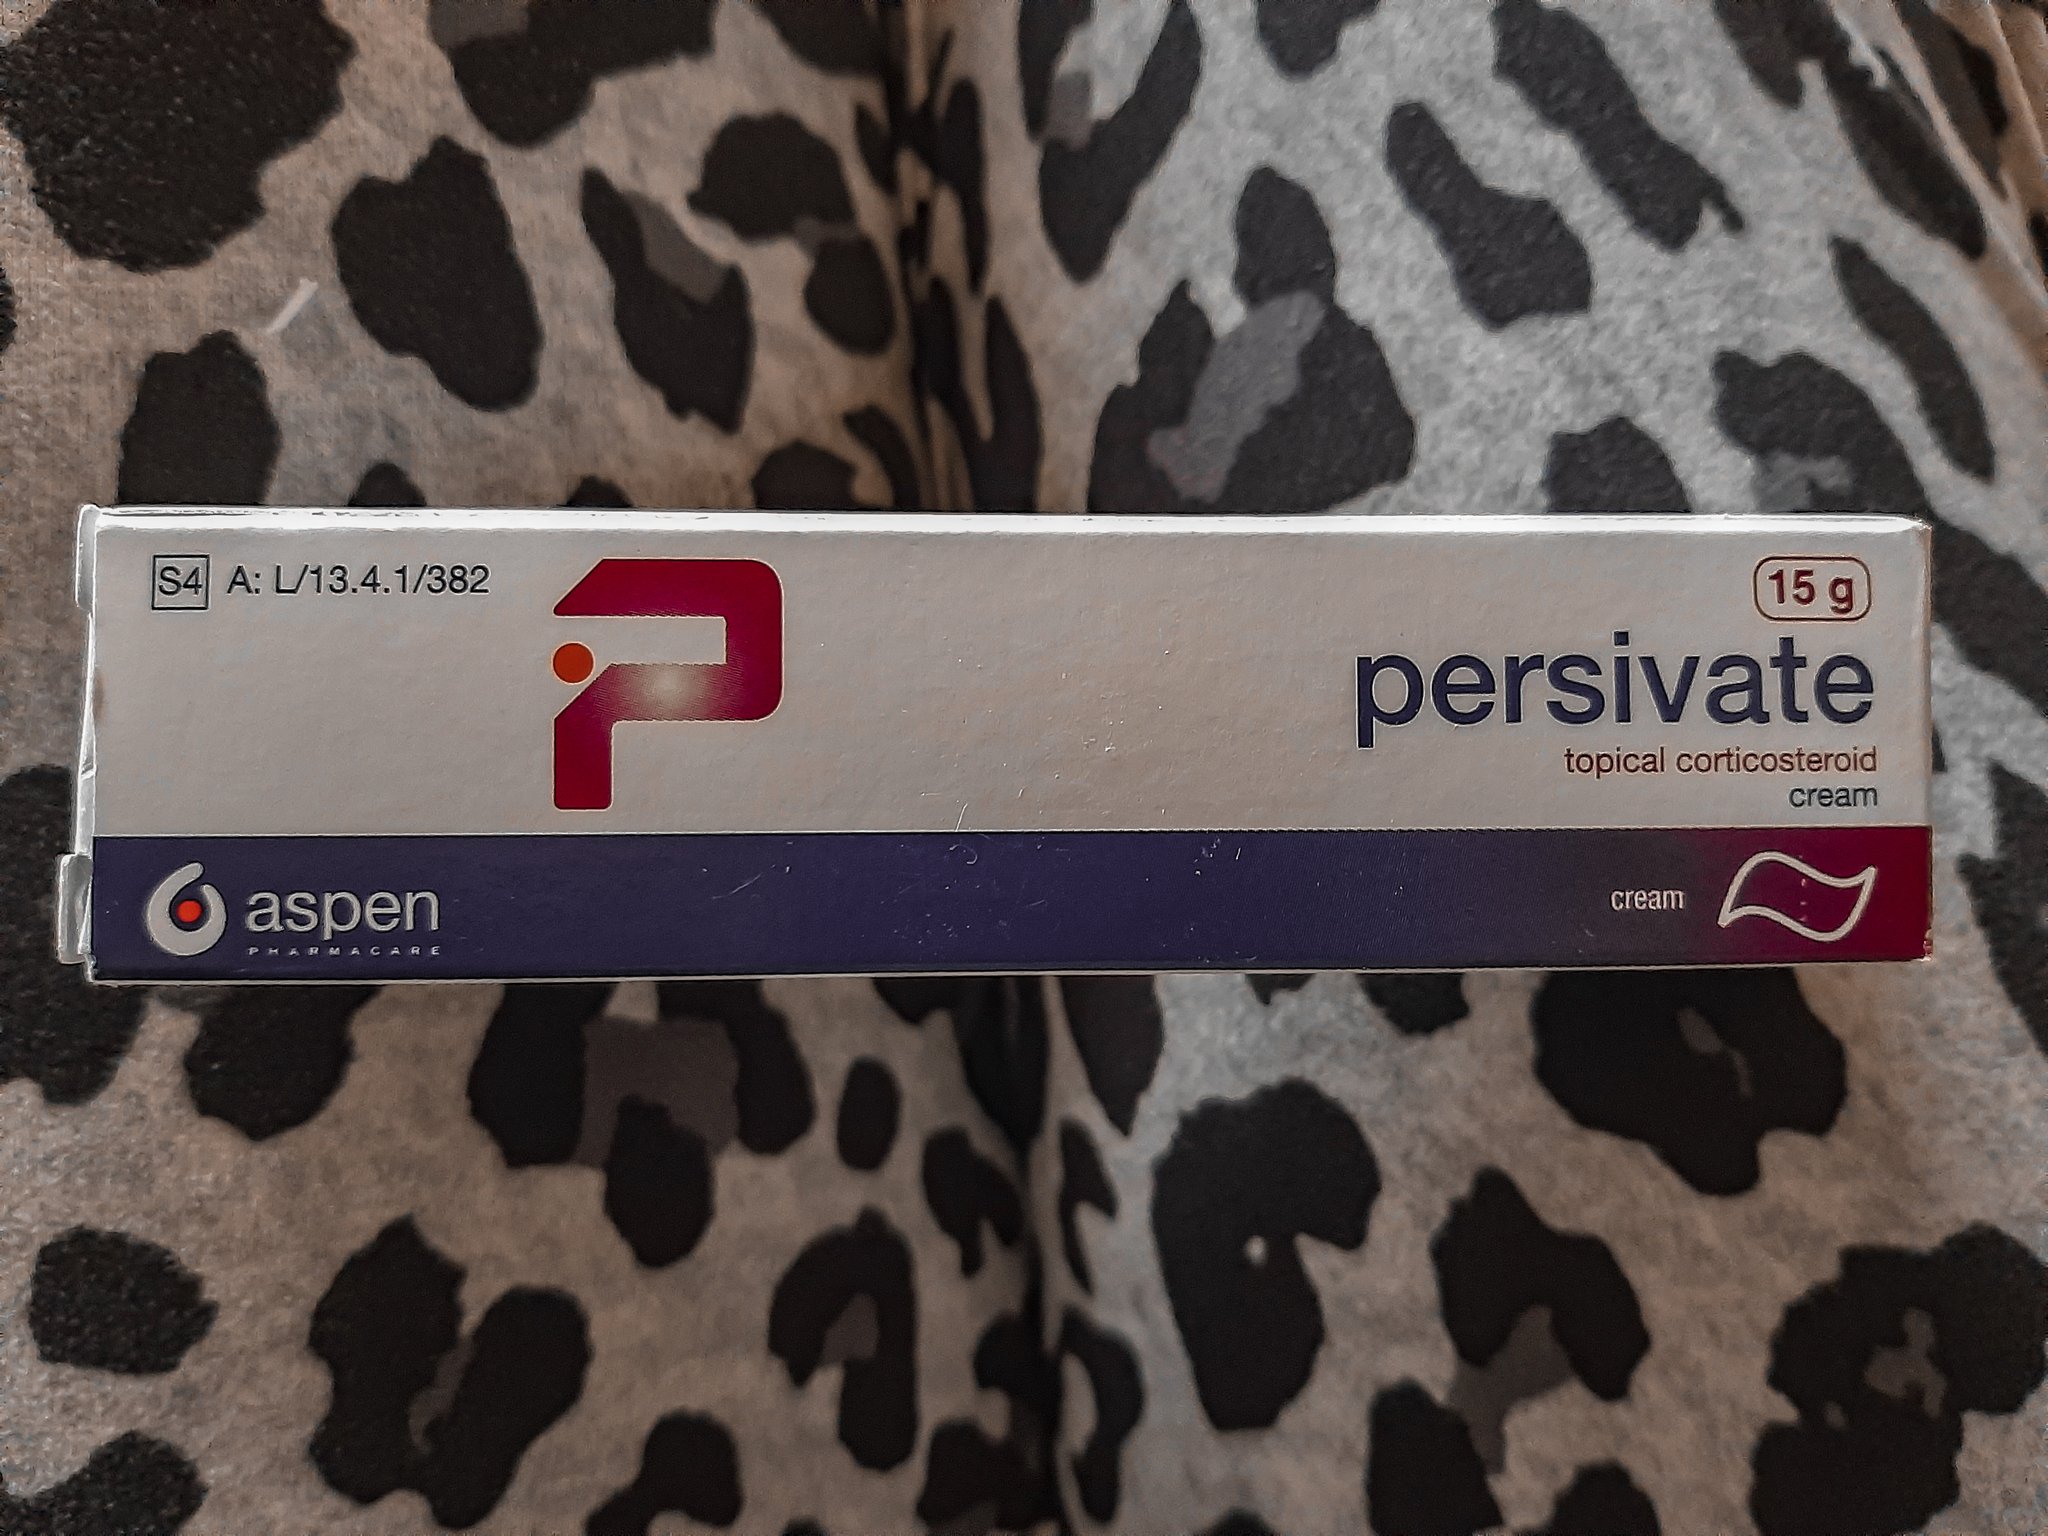 S4 A: L/13.4.1/382
15 g
persivate
topical corticosteroid
cream
aspen
PHARMACARE
cream